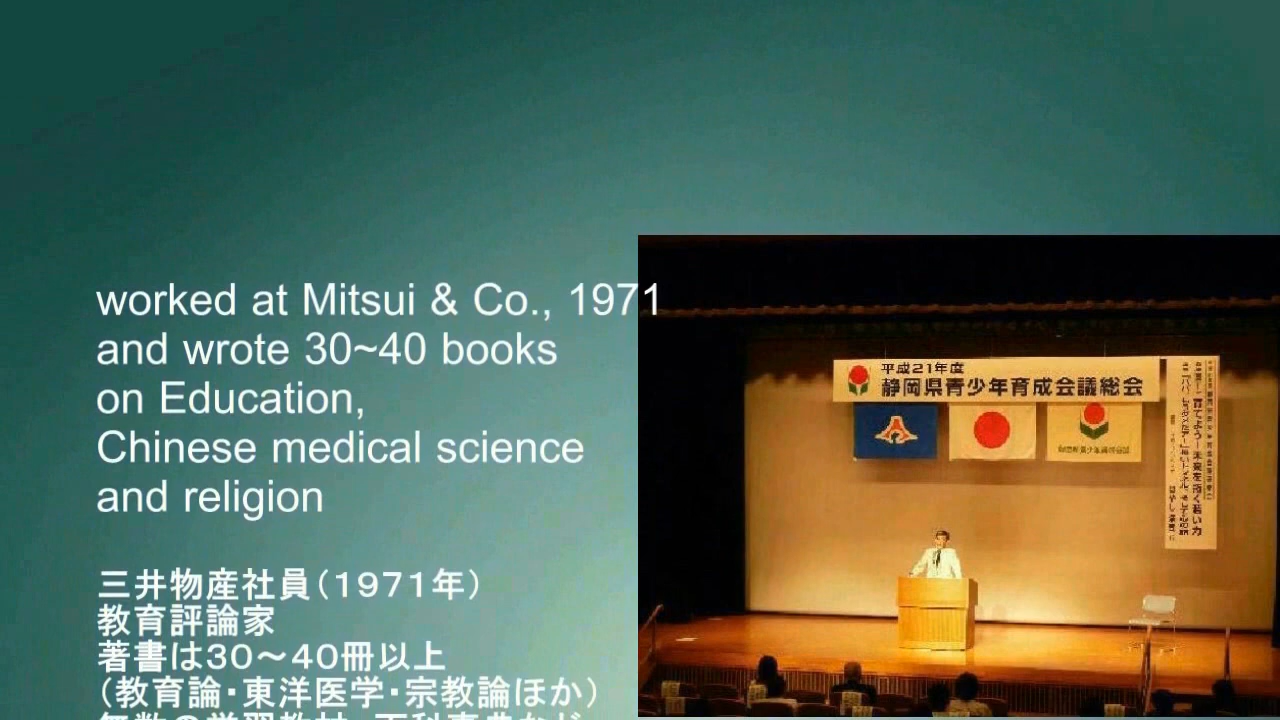 worked at Mitsui & Co., 1971
and wrote 30~40 books
on Education,
Chinese medical science
and religion
三井物産社員（１９７１年）
教育評論家
著書は３０～４０冊以上
（教育論・東洋医学・宗教論ほか）
平成21年度
静岡県青少年育成会議総会